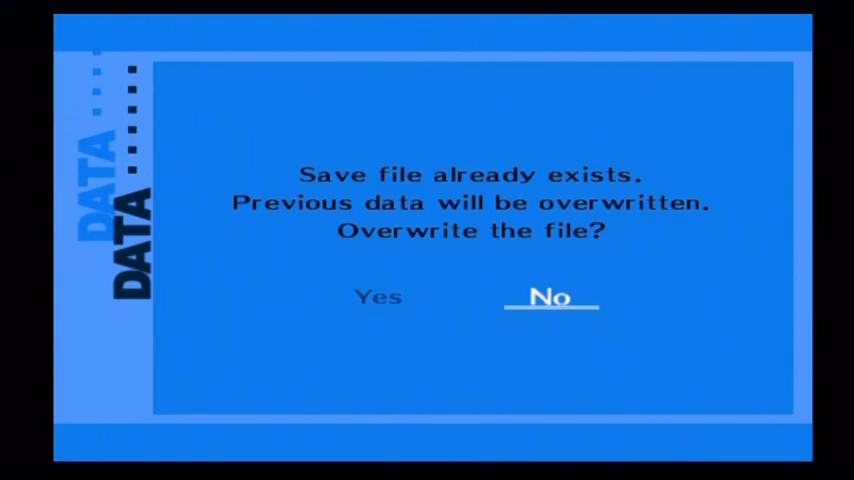 DATA
DATA
Save file already exists.
Previous data will be overwritten.
Overwrite the file?
Yes No